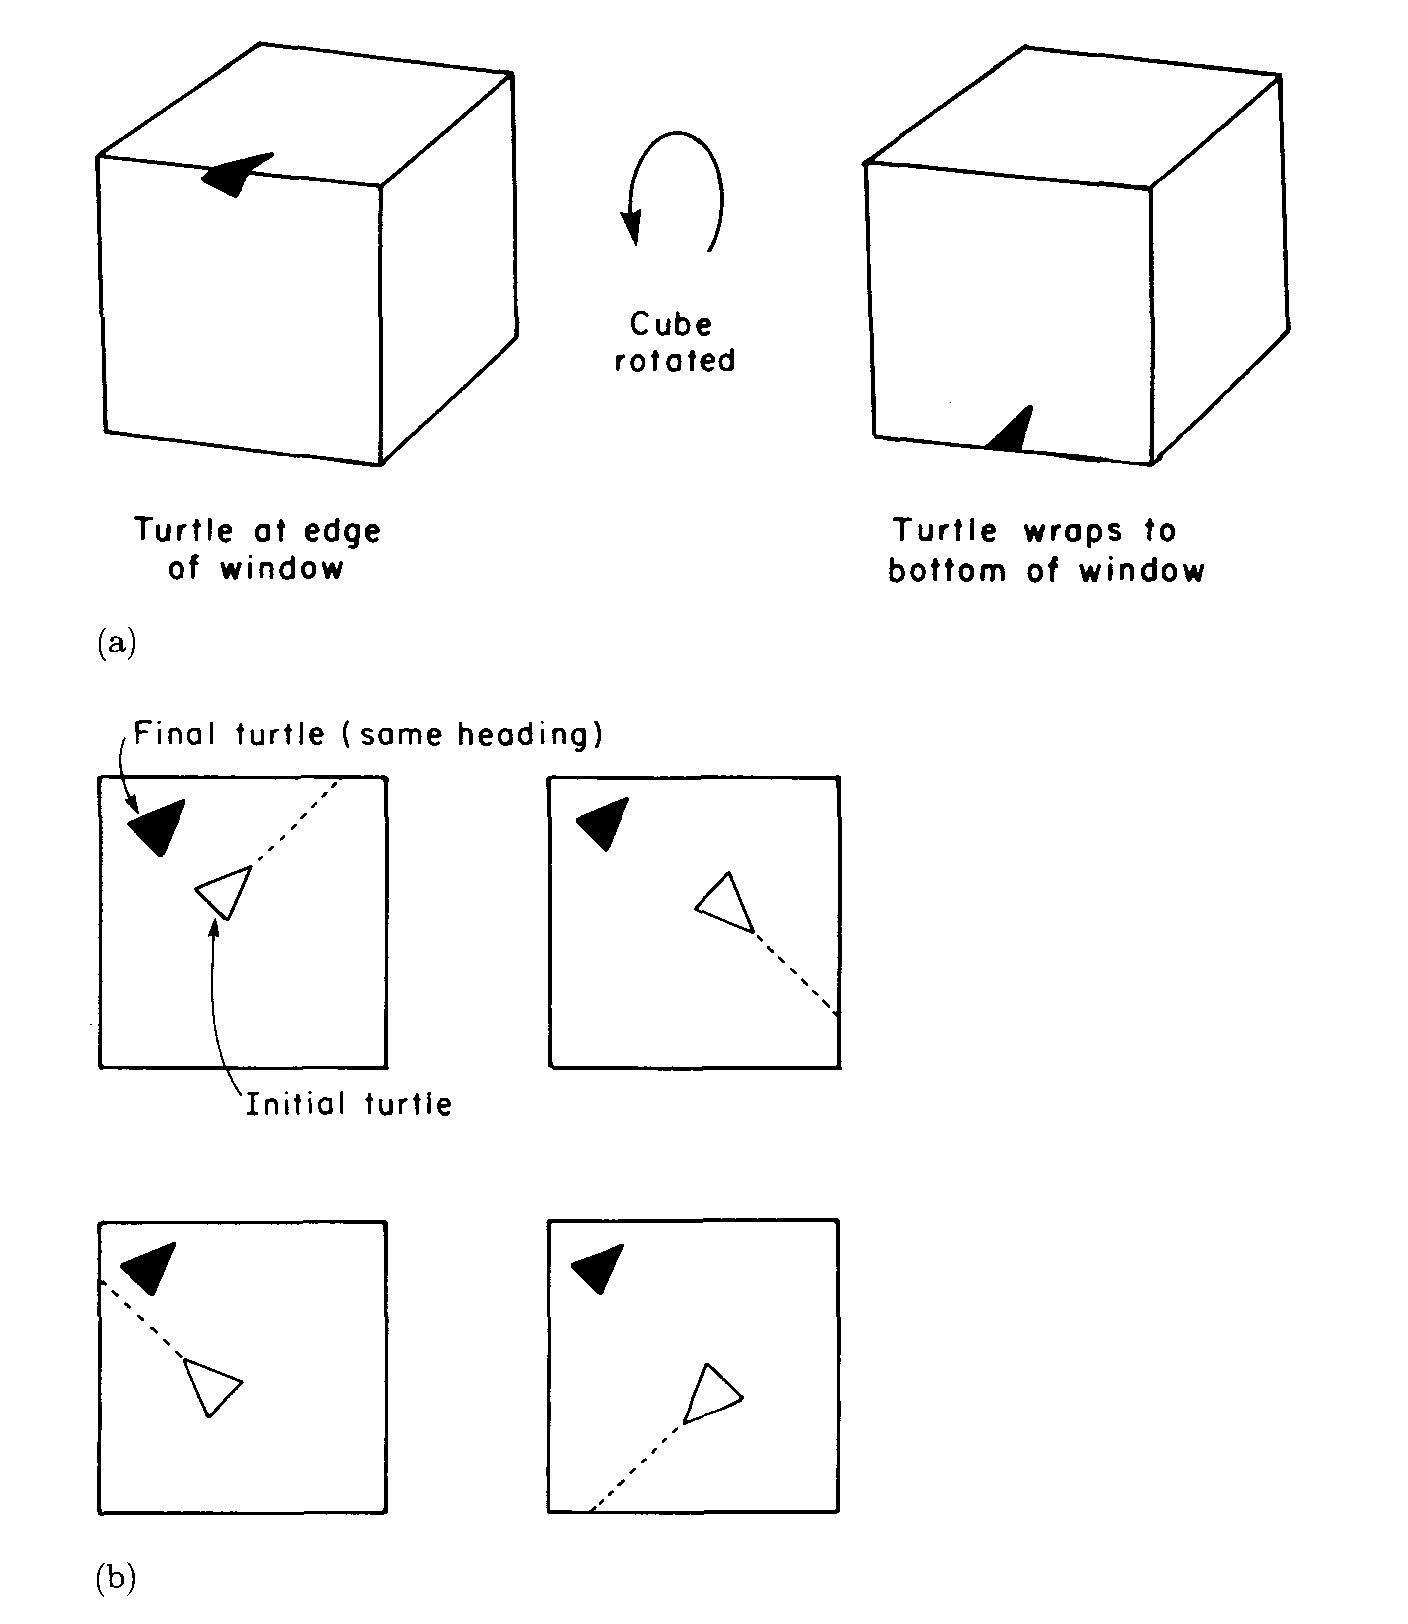 Cube
rotated
Turtle at edge
of window
Turtle wraps to
bottom of window
(a)
Final turtle (same heading)
Initial turtle
(b)